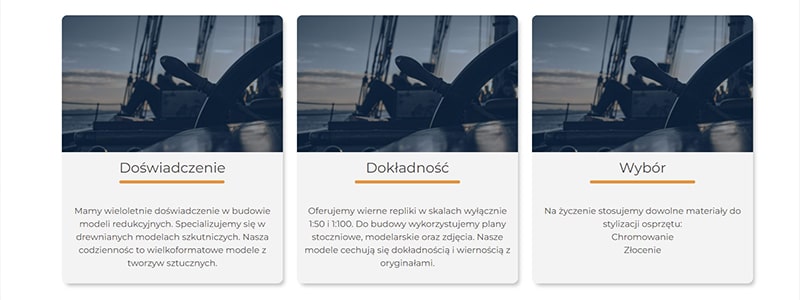 Doświadczenie
Mamy wieloletnie doświadczenie w budowie
modeli redukcyjnych. Specjalizujemy się w
drewnianych modelach szkutniczych. Nasza
codziennośc to wielkoformatowe modele z
tworzyw sztucznych.
Dokładność
Oferujemy wierne repliki w skalach wyłącznie
1:50 i 1:100. Do budowy wykorzystujemy plany
stoczniowe, modelarskie oraz zdjęcia. Nasze
modele cechują się dokładnością i wiernością z
oryginałami.
Wybór
Na życzenie stosujemy dowolne materiały do
stylizacji osprzętu:
Chromowanie
Złocenie